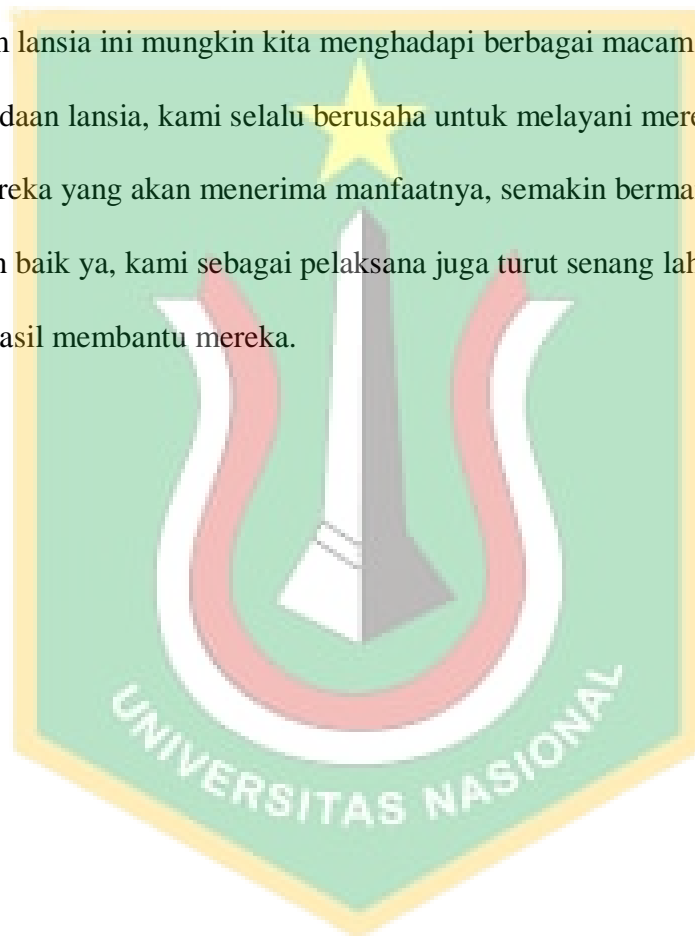 lansia ini mungkin kita menghadapi berbagai macam
daan lansia, kami selalu berusaha untuk melayani mere
reka yang akan menerima manfaatnya, semakin berma
baik ya, kami sebagai pelaksana juga turut senang lah
asil membantu mereka.
UNIVERSITAS NASIONAL